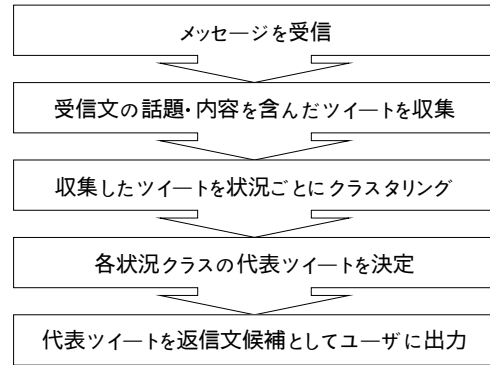 メッセージを受信
受信文の話題・内容を含んだツイートを収集
収集したツイートを状況ごとにクラスタリング
各状況クラスの代表ツイートを決定
代表ツイートを返信文候補としてユーザに出力